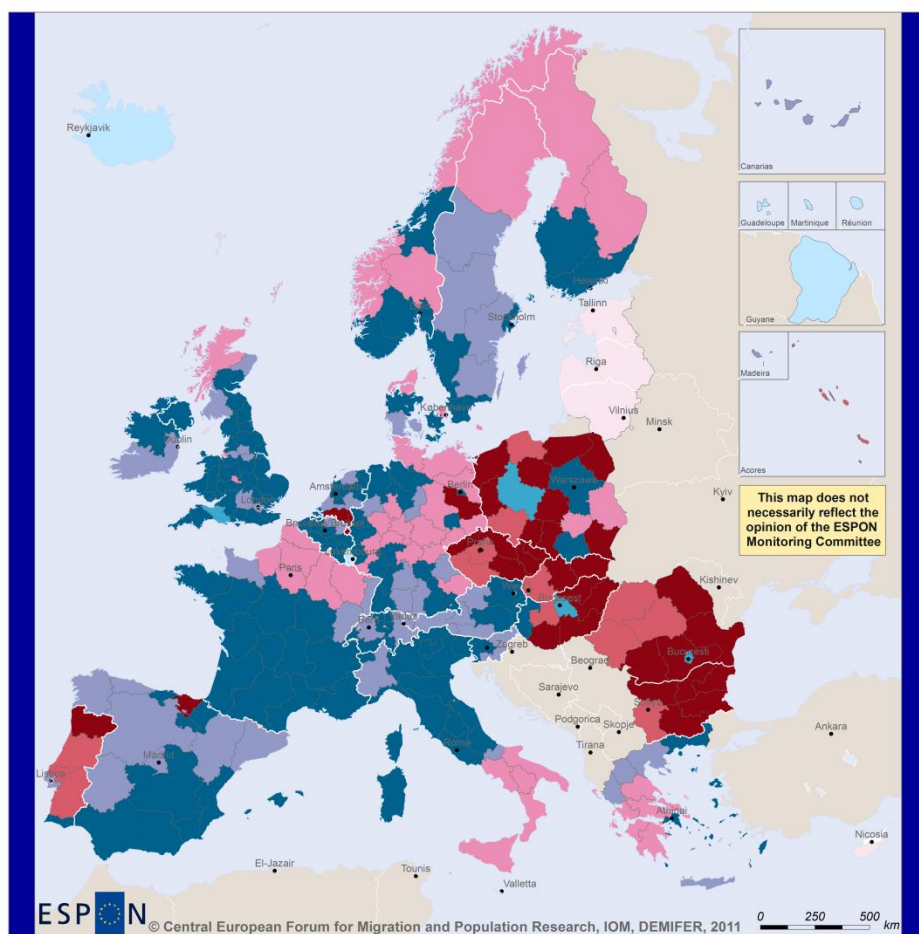 Reykjavik
Canarias
Guadeloupe
Martinique
Réunion
Helsinki
Tallinn
Stockholm
Guyane
Riga
Madeira
København
Vilnius
Minsk
Dublin
Acores
Berlin
Warszawa
Amsterdam
London
This map does not
necessarily reflect the
opinion of the ESPON
Monitoring Committee
Kyiv
Paris
Praha
Kishinev
Budapest
Zagreb
Beograd
Bucuresti
Sarajevo
Sofia
Podgorica
Skopje
Tirana
Ankara
Roma
Madrid
Lisboa
Athinai
Nicosia
El-Jazair
Tounis
Valletta
ESPON
© Central European Forum for Migration and Population Research, IOM, DEMIFER, 2011
0 250 500
km